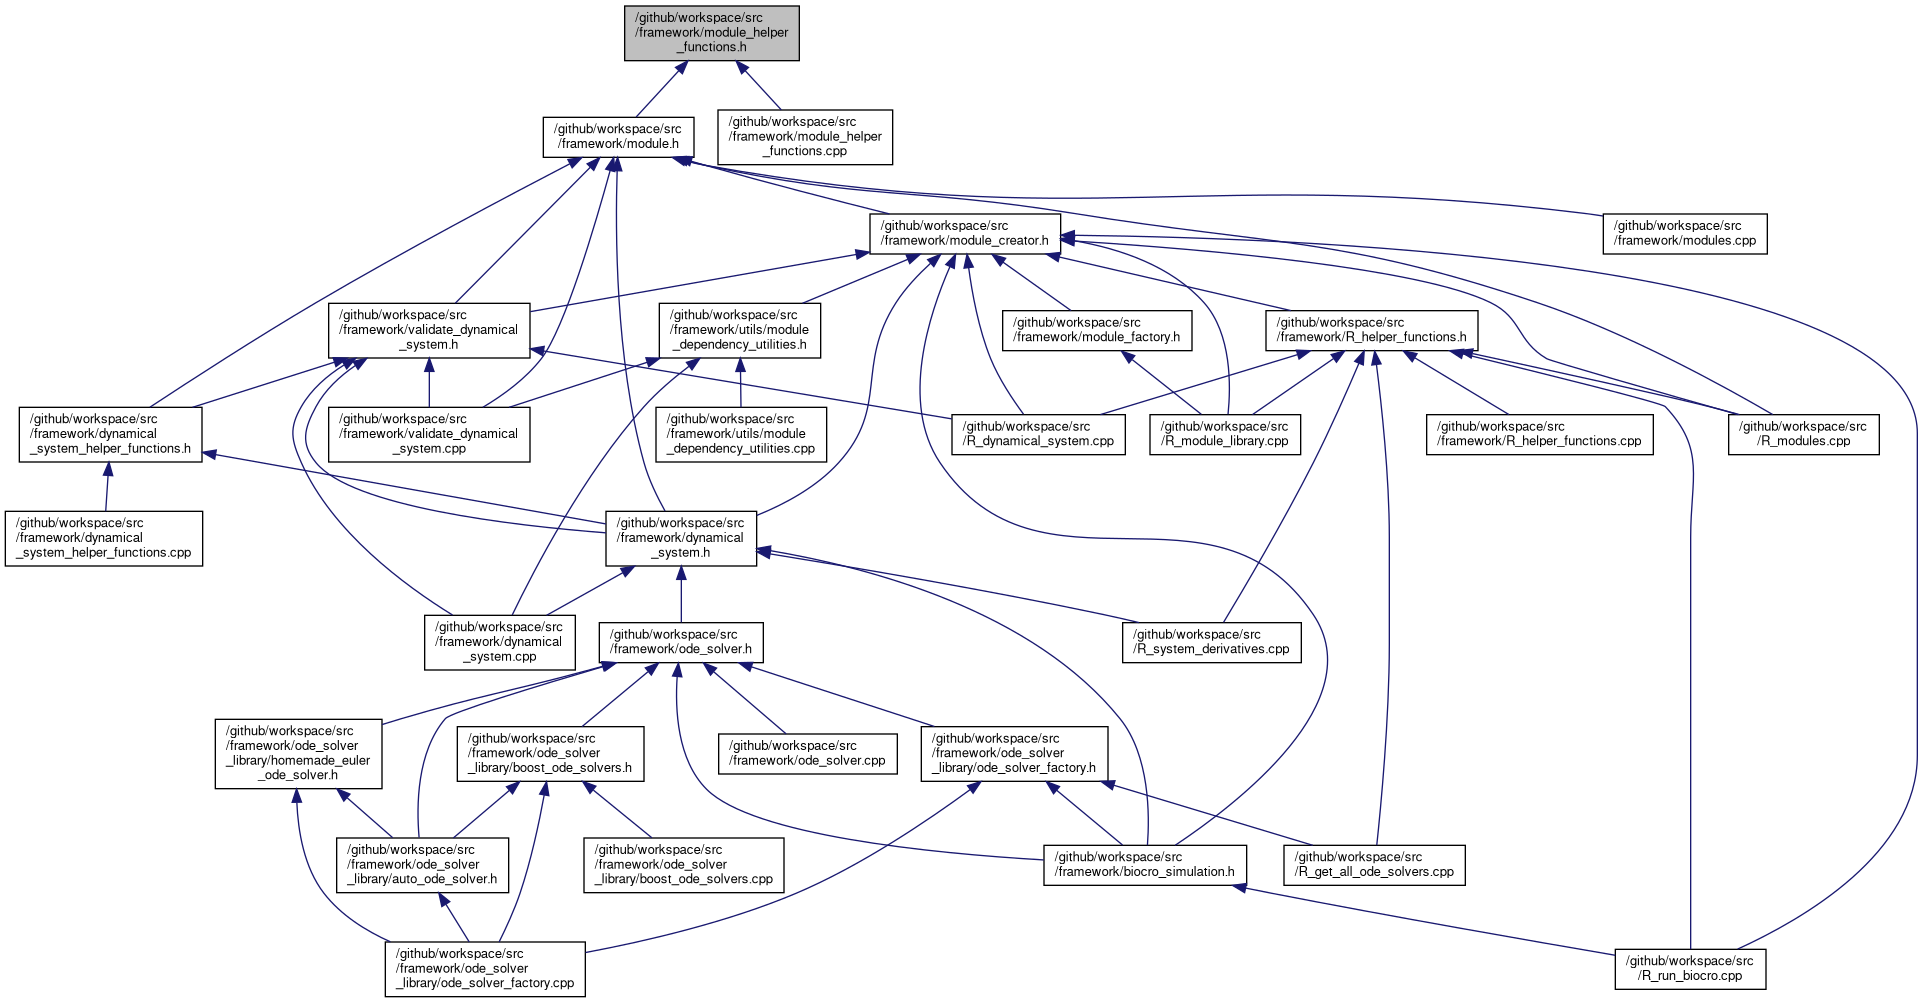 /github/workspace/src
/framework/module_helper
_functions.h
/github/workspace/src
/framework/module.h
/github/workspace/src
/framework/module_helper
_functions.cpp
/github/workspace/src
/framework/module_creator.h
/github/workspace/src
/framework/modules.cpp
/github/workspace/src
/framework/validate_dynamical
_system.h
/github/workspace/src
/framework/utils/module
_dependency_utilities.h
/github/workspace/src
/framework/module_factory.h
/github/workspace/src
/framework/R_helper_functions.h
/github/workspace/src
/framework/dynamical
_system_helper_functions.h
/github/workspace/src
/framework/validate_dynamical
_system.cpp
/github/workspace/src
/framework/utils/module
_dependency_utilities.cpp
/github/workspace/src
/R_dynamical_system.cpp
/github/workspace/src
/R_module_library.cpp
/github/workspace/src
/framework/R_helper_functions.cpp
/github/workspace/src
/R_modules.cpp
/github/workspace/src
/framework/dynamical
_system_helper_functions.cpp
/github/workspace/src
/framework/dynamical
_system.h
/github/workspace/src
/framework/dynamical
_system.cpp
/github/workspace/src
/framework/ode_solver.h
/github/workspace/src
/R_system_derivatives.cpp
/github/workspace/src
/framework/ode_solver
_library/homemade_euler
_ode_solver.h
/github/workspace/src
/framework/ode_solver
_library/boost_ode_solvers.h
/github/workspace/src
/framework/ode_solver.cpp
/github/workspace/src
/framework/ode_solver
_library/ode_solver_factory.h
/github/workspace/src
/framework/ode_solver
_library/auto_ode_solver.h
/github/workspace/src
/framework/ode_solver
_library/boost_ode_solvers.cpp
/github/workspace/src
/framework/biocro_simulation.h
/github/workspace/src
/R_get_all_ode_solvers.cpp
/github/workspace/src
/framework/ode_solver
_library/ode_solver_factory.cpp
/github/workspace/src
/R_run_biocro.cpp